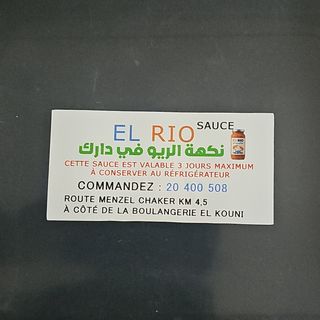 EL RIO SAUCE
نكهة الريو في دارك
CETTE SAUCE EST VALABLE 3 JOURS MAXIMUM
À CONSERVER AU RÉFRIGÉRATEUR
COMMANDEZ : 20 400 508
ROUTE MENZEL CHAKER KM 4,5
À CÔTÉ DE LA BOULANGERIE EL KOUNI